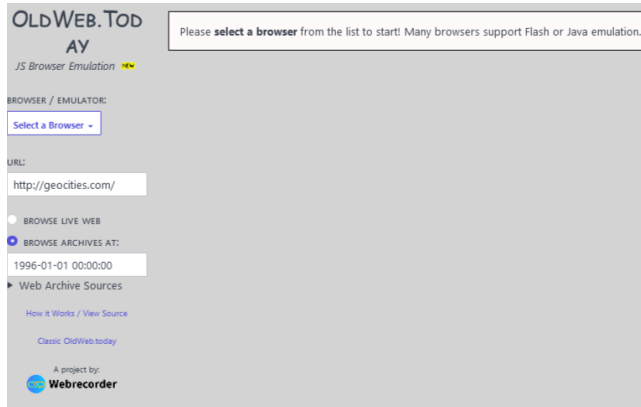 OLDWEB.TOD
AY
JS Browser Emulation NEW
BROWSER / EMULATOR:
Select a Browser
URL:
http://geocities.com/
BROWSE LIVE WEB
BROWSE ARCHIVES AT:
1996-01-01 00:00:00
Web Archive Sources
How it Works / View Source
Classic OldWeb.today
A project by:
Webrecorder
Please select a browser from the list to start! Many browsers support Flash or Java emulation.